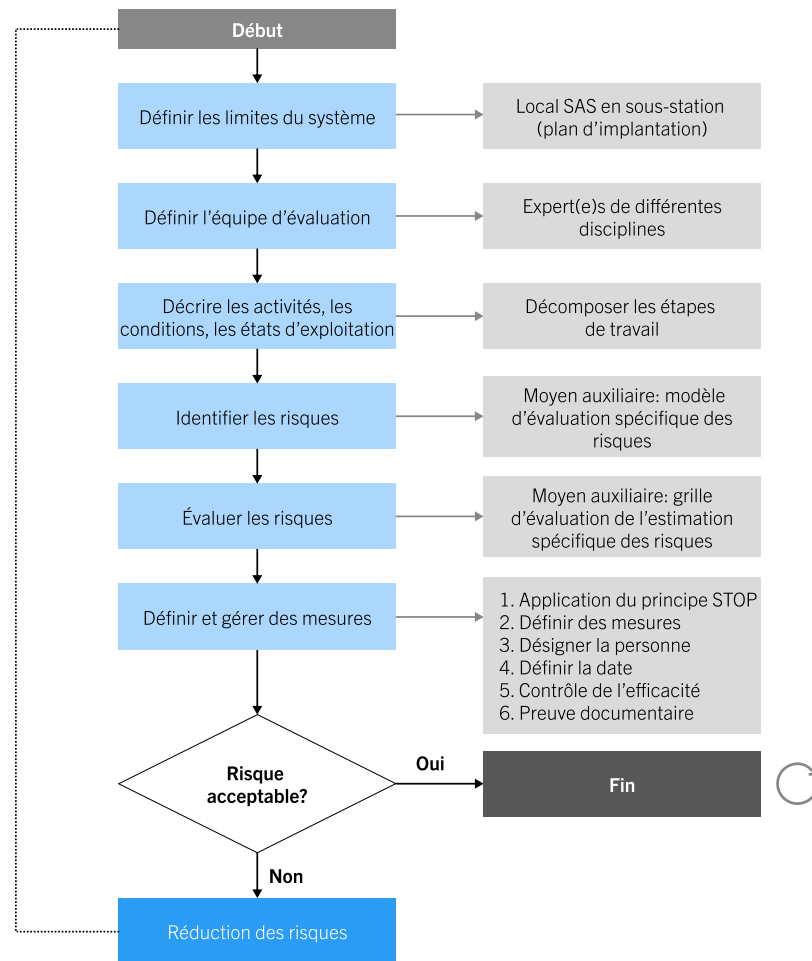 Début
Définir les limites du système
Local SAS en sous-station
(plan d'implantation)
Définir l'équipe d'évaluation
Expert(e)s de différentes
disciplines
Décrire les activités, les
conditions, les états d'exploitation
Décomposer les étapes
de travail
Identifier les risques
Moyen auxiliaire: modèle
d'évaluation spécifique des
risques
Évaluer les risques
Moyen auxiliaire: grille
d'évaluation de l'estimation
spécifique des risques
Définir et gérer des mesures
1. Application du principe STOP
2. Définir des mesures
3. Désigner la personne
4. Définir la date
5. Contrôle de l'efficacité
6. Preuve documentaire
Risque
acceptable?
Oui
Fin
Non
Réduction des risques